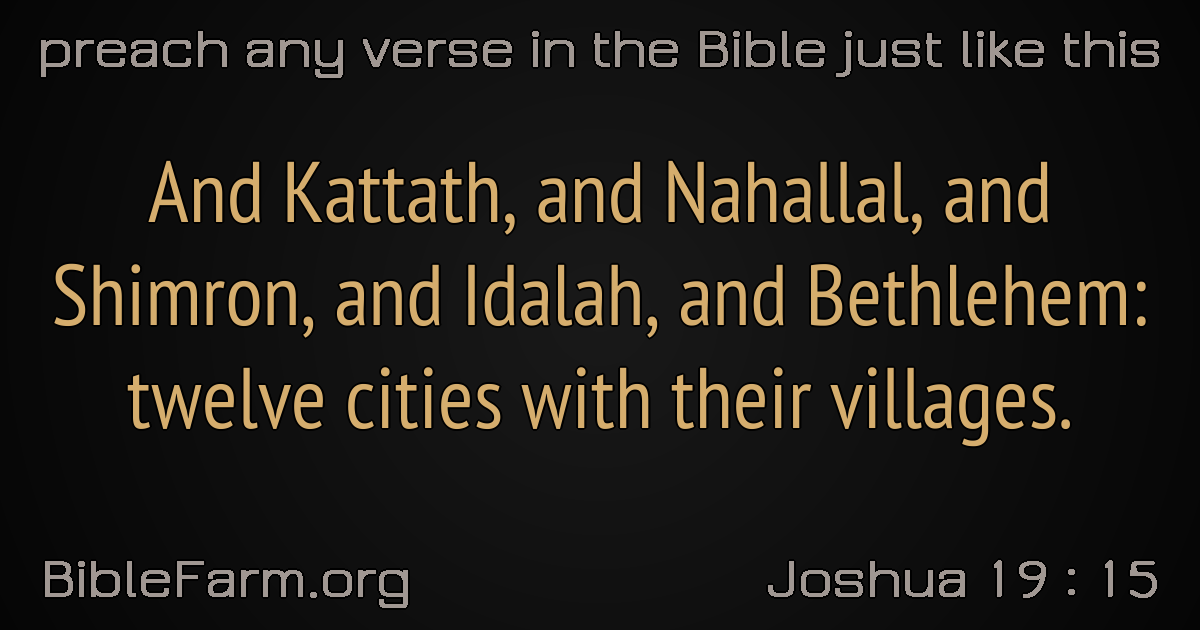 preach any verse in the Bible just like this
And Kattath, and Nahallal, and
Shimron, and Idalah, and Bethlehem:
twelve cities with their villages.
BibleFarm.org
Joshua 19 : 15